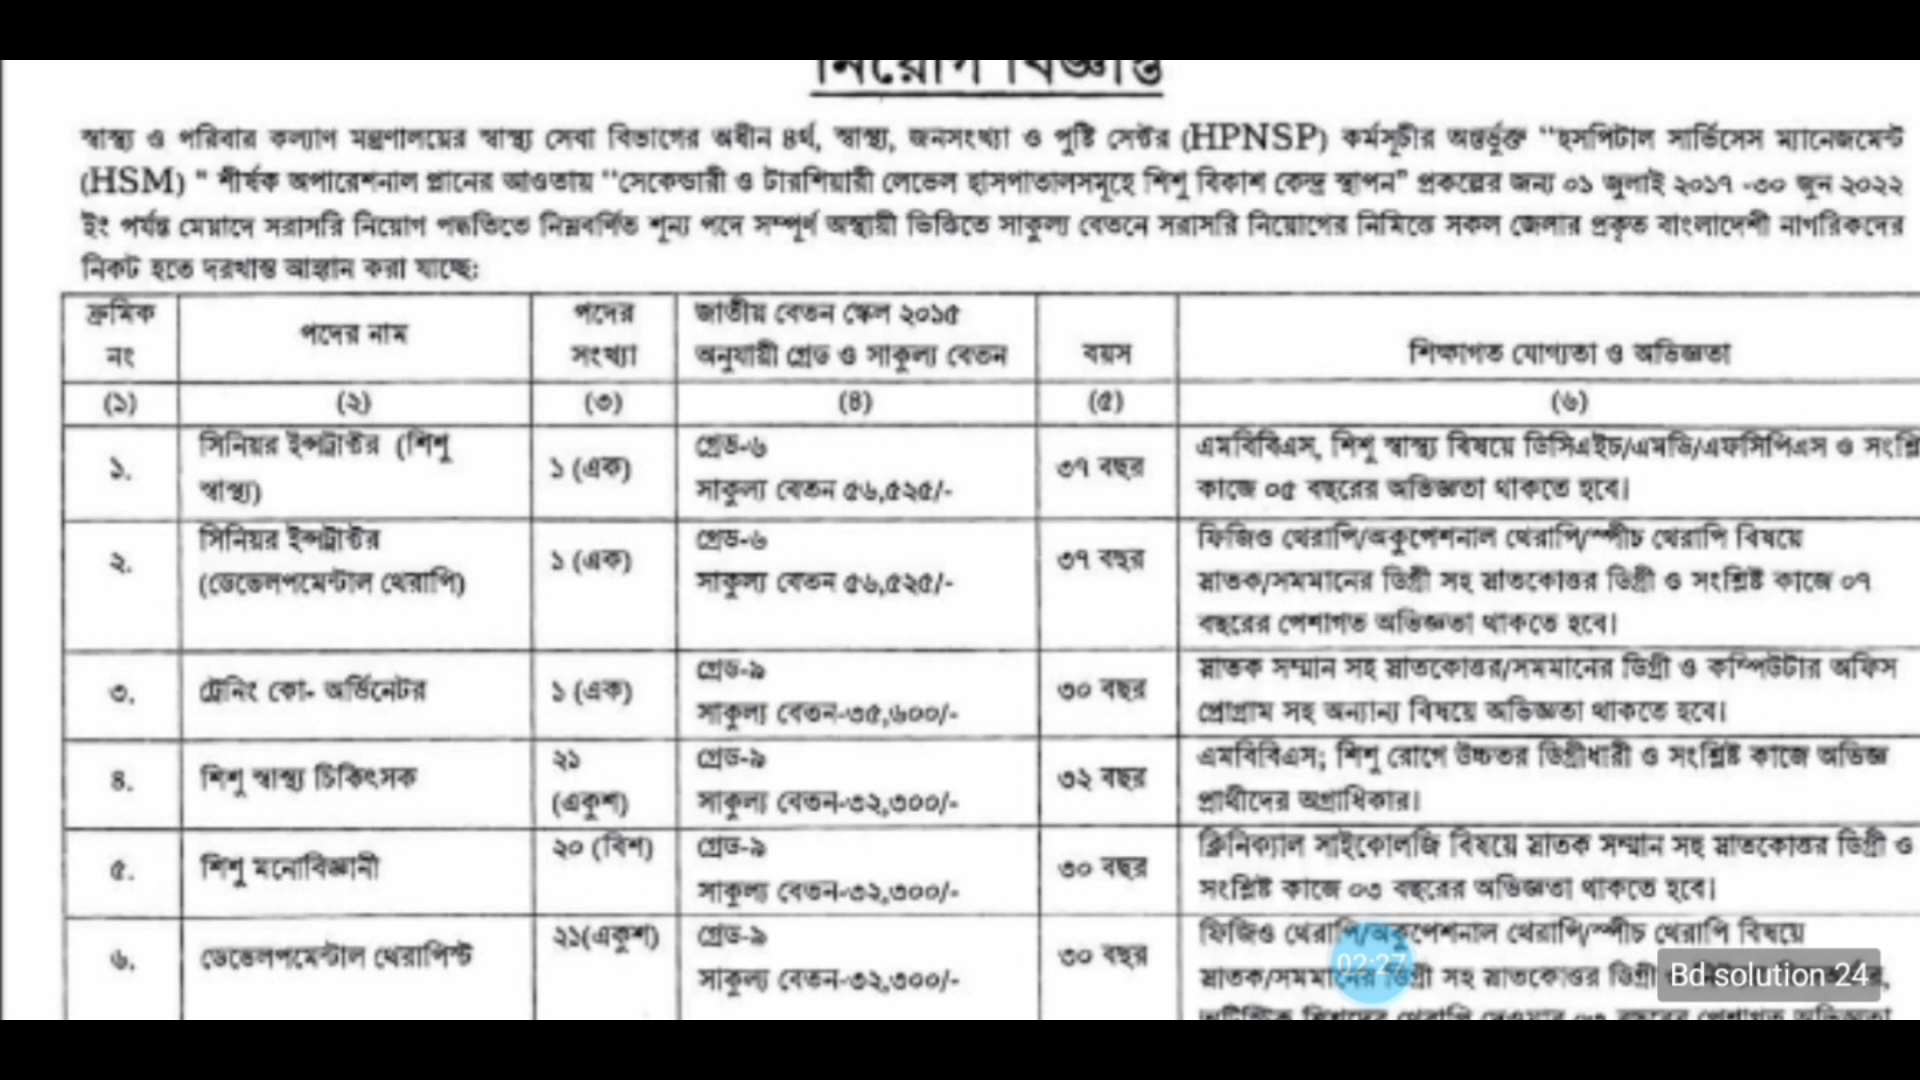 নিয়োগ বিজ্ঞপ্তি
স্বাস্থ্য ও পরিবার কল্যাণ মন্ত্রণালয়ের স্বাস্থ্য সেবা বিভাগের অধীন ৪র্থ, স্বাস্থ্য, জনসংখ্যা ও পুষ্টি সেক্টর (HPNSP) কর্মসূচীর অন্তর্ভুক্ত "হসপিটাল সার্ভিসেস ম্যানেজমেন্ট
(HSM) " শীর্ষক অপারেশনাল প্লানের আওতায় "সেকেন্ডারী ও টারশিয়ারী লেভেল হাসপাতালসমূহে শিশু বিকাশ কেন্দ্র স্থাপন" প্রকল্পের জন্য ০১ জুলাই ২০১৭ -৩০ জুন ২০২২
ইং পর্যন্ত মেয়াদে সরাসরি নিয়োগ পদ্ধতিতে নিম্নবর্ণিত শূন্য পদে সম্পূর্ণ অস্থায়ী ভিত্তিতে সাকুল্য বেতনে সরাসরি নিয়োগের নিমিত্তে সকল জেলার প্রকৃত বাংলাদেশী নাগরিকদের
নিকট হতে দরখাস্ত আহ্বান করা যাচ্ছে:
ক্রমিক নং
পদের নাম
পদের সংখ্যা
জাতীয় বেতন স্কেল ২০১৫
অনুযায়ী গ্রেড ও সাকুল্য বেতন
বয়স
শিক্ষাগত যোগ্যতা ও অভিজ্ঞতা
(১) (২) (৩) (৪) (৫) (৬)
১.
সিনিয়র ইন্সট্রাক্টর (শিশু
স্বাস্থ্য)
১ (এক)
গ্রেড-৬
সাকুল্য বেতন ৫৬,৫২৫/-
৩৭ বছর
এমবিবিএস, শিশু স্বাস্থ্য বিষয়ে ডিসিএইচ/এমডি/এফসিপিএস ও
কাজে ০৫ বছরের অভিজ্ঞতা থাকতে হবে।
২.
সিনিয়র ইন্সট্রাক্টর
(ডেভেলপমেন্টাল থেরাপি)
১ (এক)
গ্রেড-৬
সাকুল্য বেতন ৫৬,৫২৫/-
৩৭ বছর
ফিজিও থেরাপি/অকুপেশনাল থেরাপি/স্পীচ থেরাপি বিষয়ে
স্নাতক/সমমানের ডিগ্রী সহ স্নাতকোত্তর ডিগ্রী ও সংশ্লিষ্ট কাজে ০৭
বছরের পেশাগত অভিজ্ঞতা থাকতে হবে।
৩.
ট্রেনিং কো- অর্ডিনেটর
১ (এক)
গ্রেড-৯
সাকুল্য বেতন-৩৫,৬০০/-
৩০ বছর
স্নাতক সম্মান সহ স্নাতকোত্তর/সমমানের ডিগ্রী ও কম্পিউটার অফিস
প্রোগ্রাম সহ অন্যান্য বিষয়ে অভিজ্ঞতা থাকতে হবে।
৪.
শিশু স্বাস্থ্য চিকিৎসক
২১
(একুশ)
গ্রেড-৯
সাকুল্য বেতন-৩২,৩০০/-
৩২ বছর
এমবিবিএস; শিশু রোগে উচ্চতর ডিগ্রীধারী ও সংশ্লিষ্ট কাজে অভিজ্ঞ
প্রার্থীদের অগ্রাধিকার।
৫.
শিশু মনোবিজ্ঞানী
২০ (বিশ)
গ্রেড-৯
সাকুল্য বেতন-৩২,৩০০/-
৩০ বছর
ক্লিনিক্যাল সাইকোলজি বিষয়ে স্নাতক সম্মান সহ স্নাতকোত্তর ডিগ্রী ও
সংশ্লিষ্ট কাজে ০৩ বছরের অভিজ্ঞতা থাকতে হবে।
৬.
ডেভেলপমেন্টাল থেরাপিস্ট
২১(একুশ)
গ্রেড-৯
সাকুল্য বেতন-৩২,৩০০/-
৩০ বছর
ফিজিও থেরাপি/অকুপেশনাল থেরাপি/স্পীচ থেরাপি বিষয়ে
স্নাতক/সমমানের ডিগ্রী সহ স্নাতকোত্তর ডিগ্রী
02:27
Bd solution 24